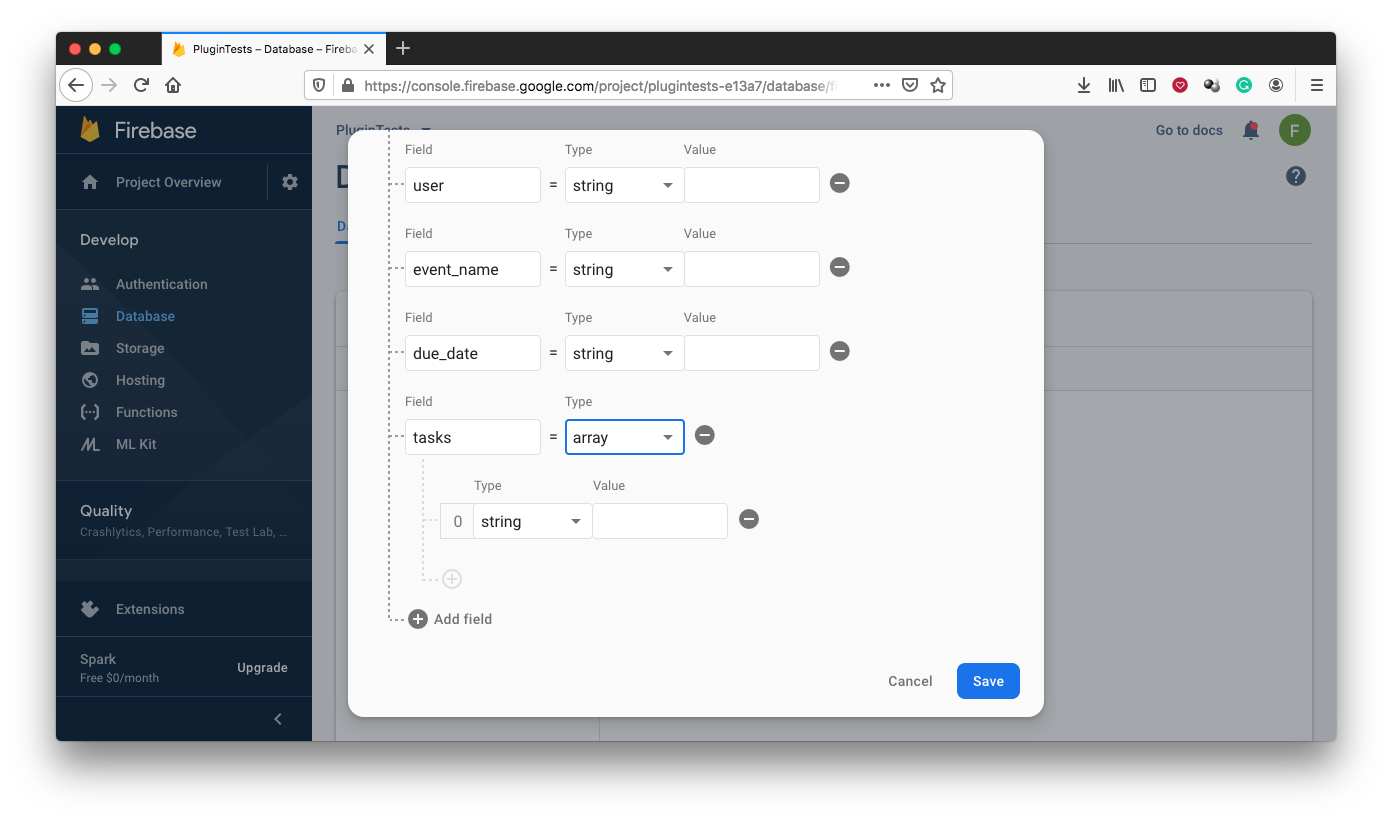 PluginTests – Database – Fireba
https://console.firebase.google.com/project/plugintests-e13a7/database/fi
Firebase
Project Overview
Develop
Authentication
Database
Storage
Hosting
Functions
ML Kit
Quality
Crashlytics, Performance, Test Lab, ...
Extensions
Spark
Free $0/month
Upgrade
PluginTests
Go to docs
F
D
Da
Field Type Value
user = string
Field Type Value
event_name = string
Field Type Value
due_date = string
Field Type
tasks = array
Type Value
0 string
Add field
Cancel Save